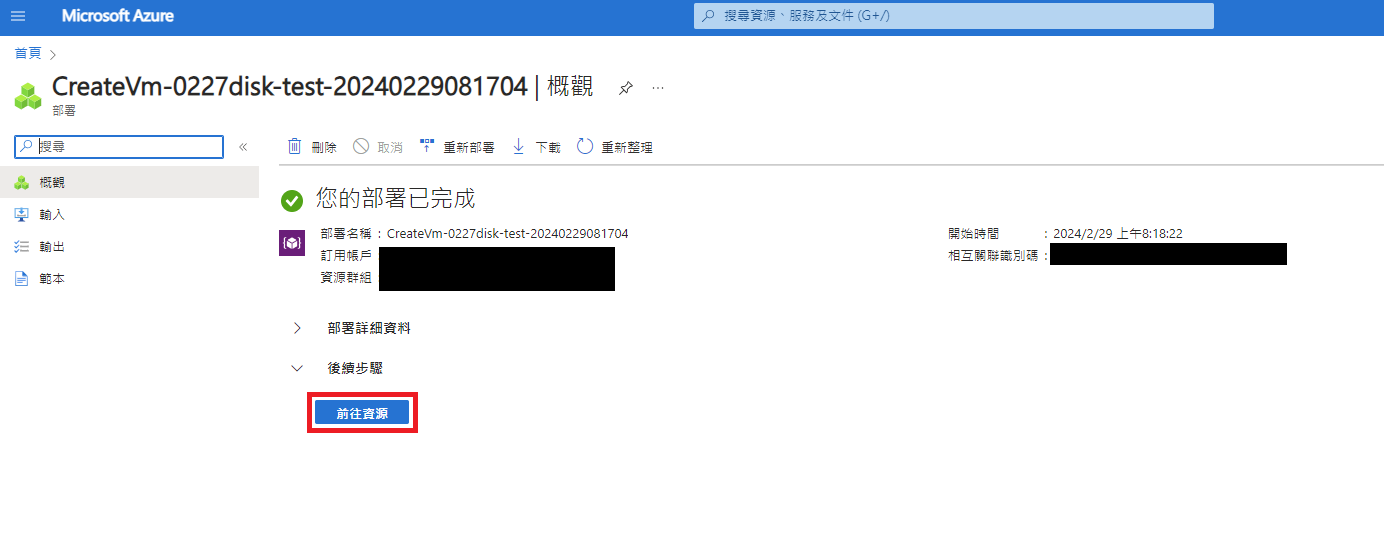 Microsoft Azure
搜尋資源、服務及文件 (G+/)
首頁
CreateVm-0227disk-test-20240229081704 | 概觀
部署
搜尋
刪除 取消 重新部署 下載 重新整理
概觀
輸入
輸出
範本
您的部署已完成
部署名稱 : CreateVm-0227disk-test-20240229081704
訂用帳戶
資源群組
開始時間 : 2024/2/29 上午8:18:22
相互關聯識別碼 :
部署詳細資料
後續步驟
前往資源